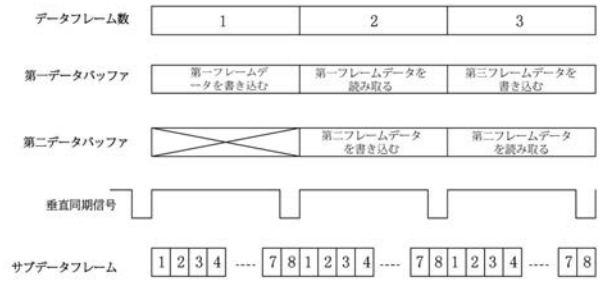 データフレーム数 1 2 3
第一データバッファ
第一フレームデ
ータを書き込む
第一フレームデータを
読み取る
第三フレームデータを
書き込む
第二データバッファ
第二フレームデータ
を書き込む
第二フレームデータ
を読み取る
垂直同期信号
サブデータフレーム 1 2 3 4 ---- 7 8 1 2 3 4 ---- 7 8 1 2 3 4 ---- 7 8